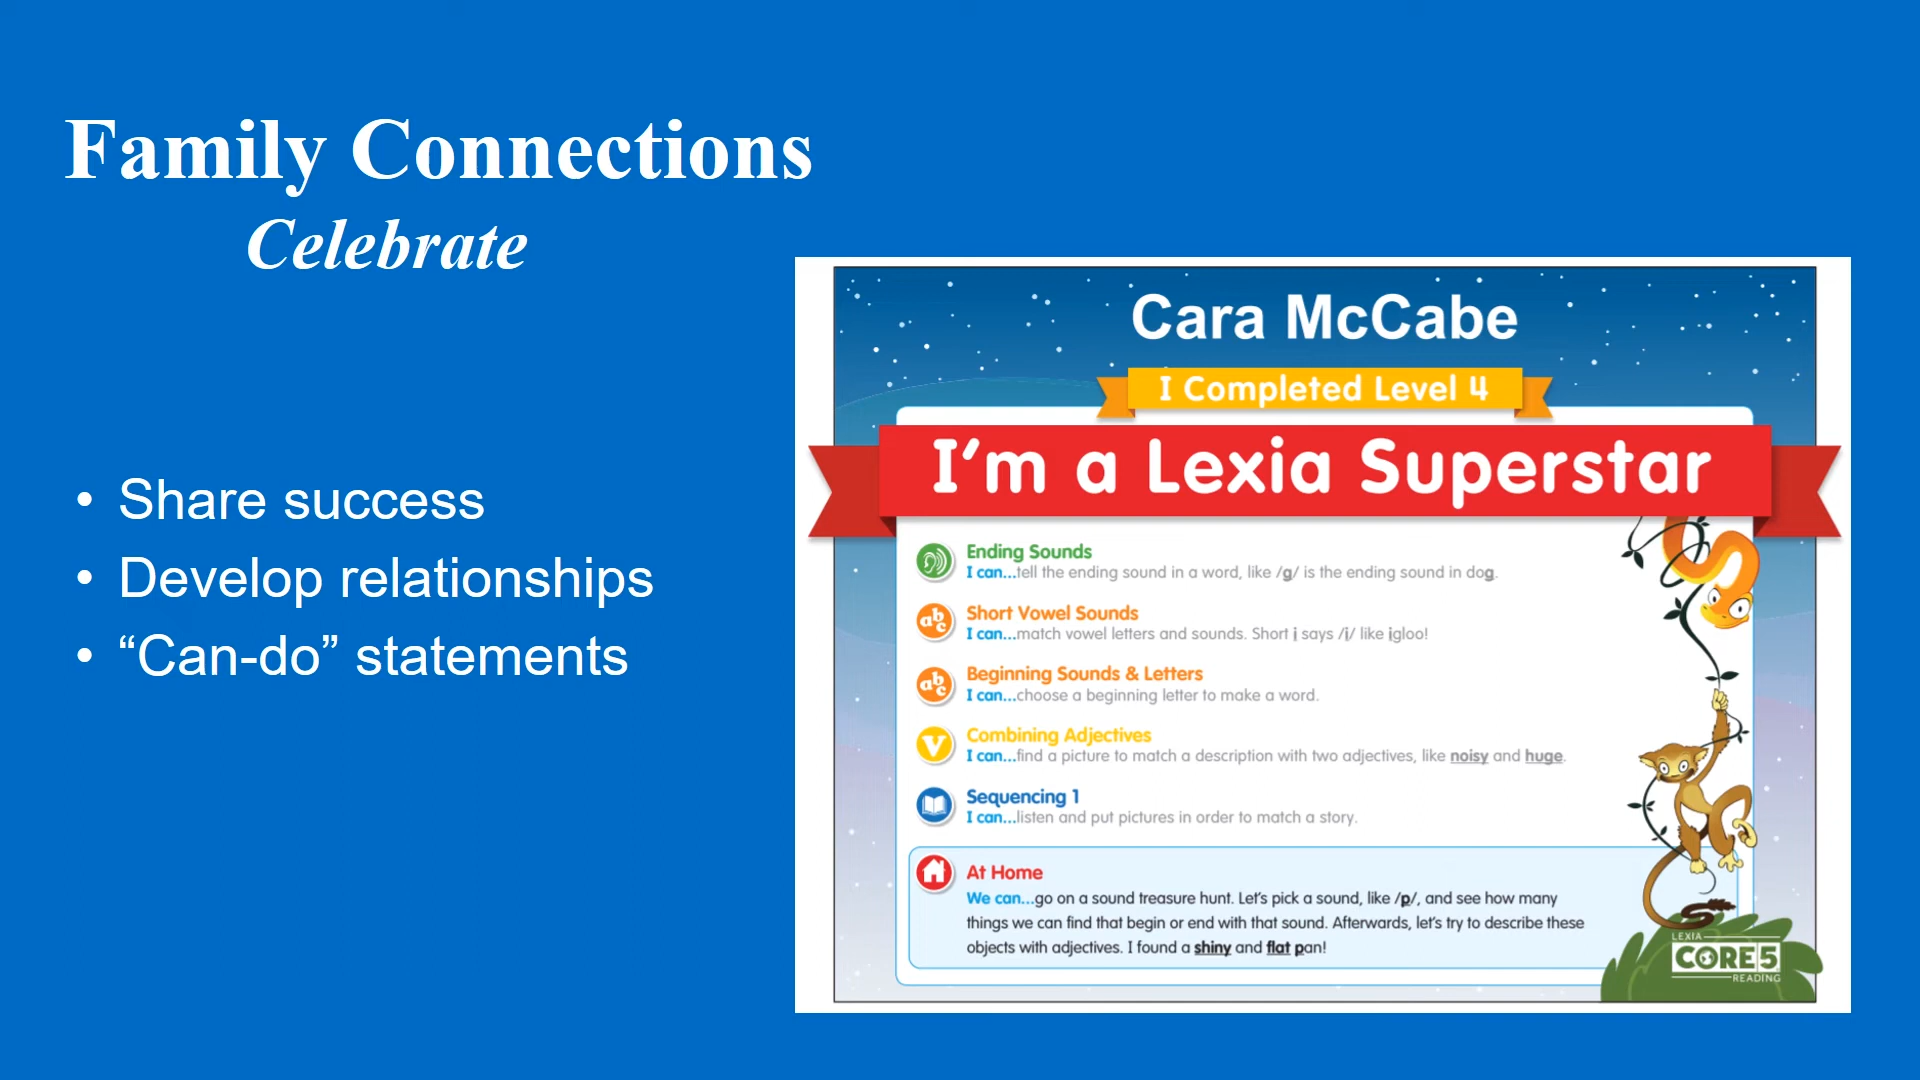 Family Connections
Celebrate
• Share success
• Develop relationships
• “Can-do” statements
Cara McCabe
I Completed Level 4
I’m a Lexia Superstar
Ending Sounds
I can...tell the ending sound in a word, like /g/ is the ending sound in dog.
abc
Short Vowel Sounds
I can...match vowel letters and sounds. Short i says /i/ like igloo!
abc
Beginning Sounds & Letters
I can...choose a beginning letter to make a word.
V
Combining Adjectives
I can...find a picture to match a description with two adjectives, like noisy and huge.
Sequencing 1
I can...listen and put pictures in order to match a story.
At Home
We can...go on a sound treasure hunt. Let’s pick a sound, like /p/, and see how many
things we can find that begin or end with that sound. Afterwards, let’s try to describe these
objects with adjectives. I found a shiny and flat pan!
LEXIA
CORE5
READING